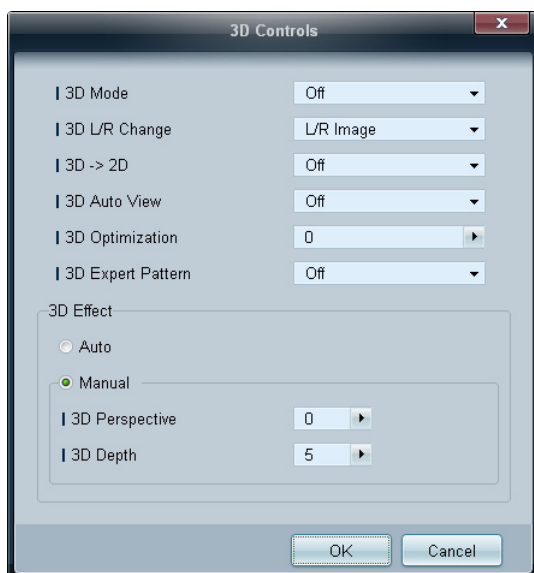 3D Controls
x
3D Mode Off
3D L/R Change L/R Image
3D -> 2D Off
3D Auto View Off
3D Optimization 0
3D Expert Pattern Off
3D Effect
Auto
Manual
3D Perspective 0
3D Depth 5
OK Cancel